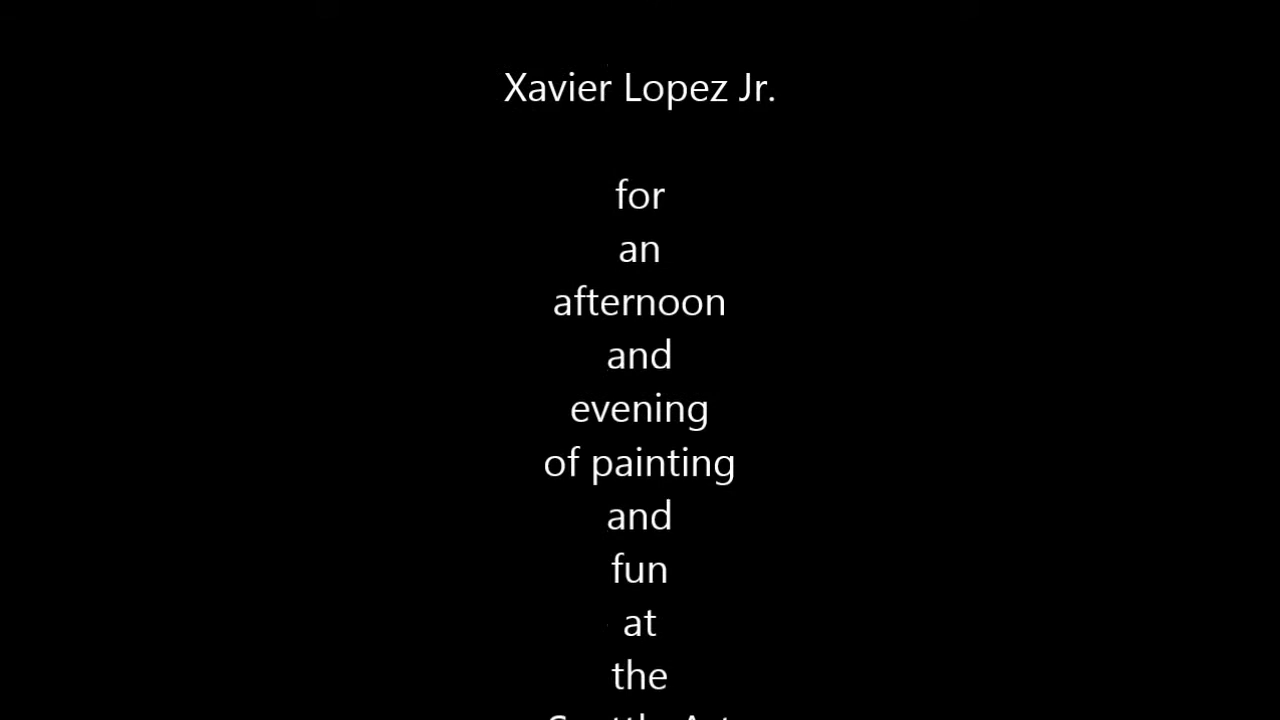 Xavier Lopez Jr.
for
an
afternoon
and
evening
of painting
and
fun
at
the